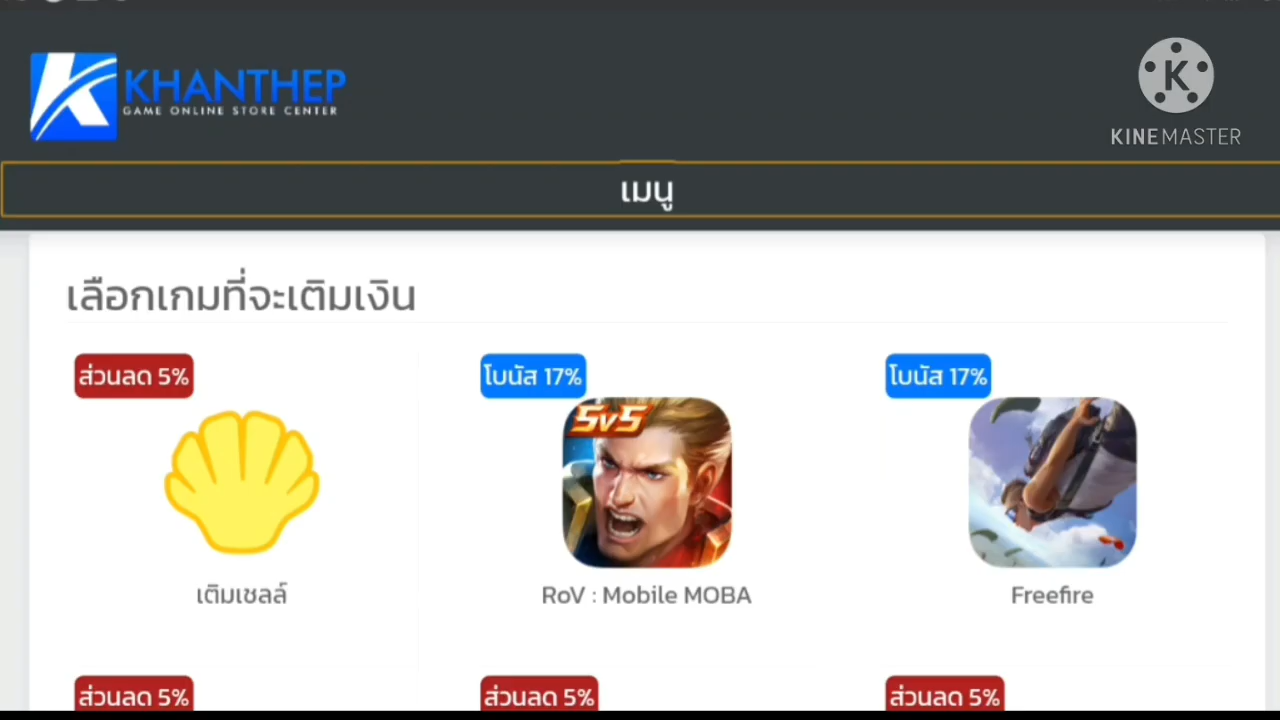 KHANTHEP
GAME ONLINE STORE CENTER
K
KINEMASTER
เมนู
เลือกเกมที่จะเติมเงิน
ส่วนลด 5%
โบนัส 17%
โบนัส 17%
5v5
เติมเชลล์
RoV : Mobile MOBA
Freefire
ส่วนลด 5%
ส่วนลด 5%
ส่วนลด 5%